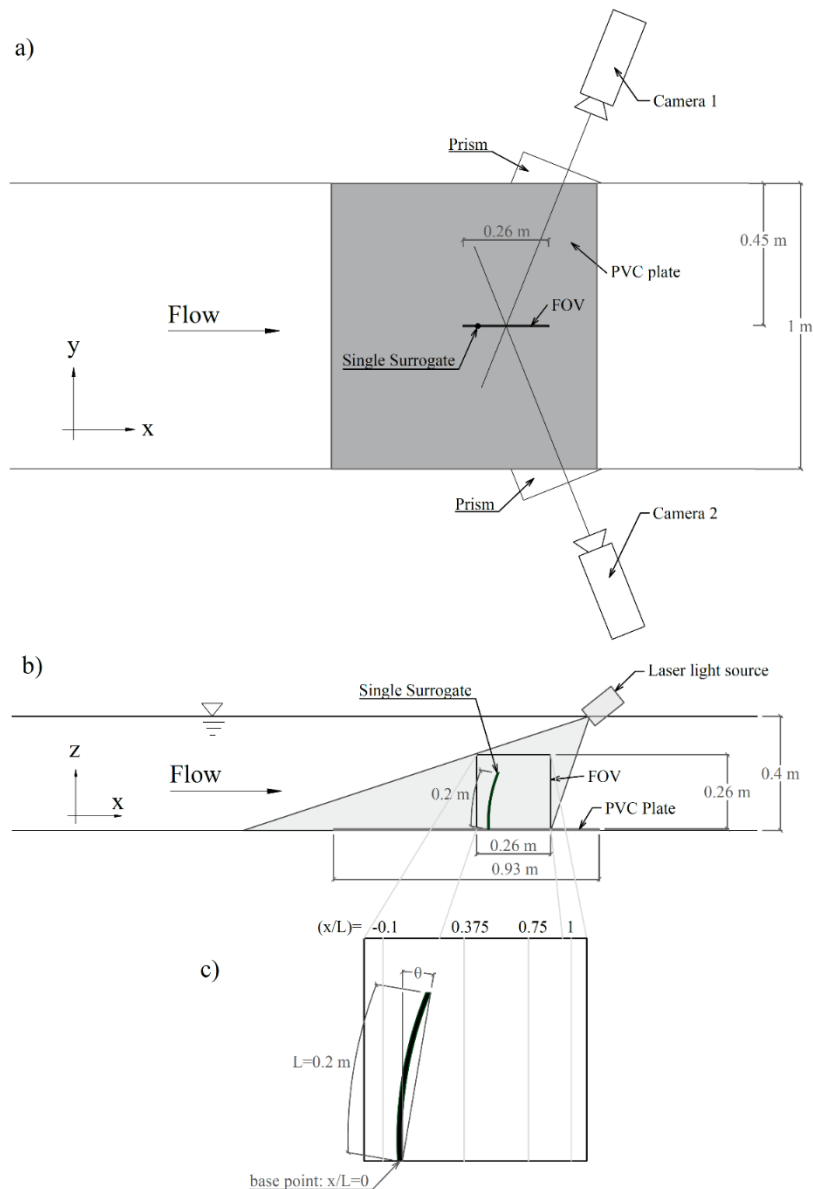 a)
Camera 1
Prism
0.26 m
0.45 m
PVC plate
FOV
Flow
1 m
Single Surrogate
y
x
Prism
Camera 2
b)
Laser light source
Single Surrogate
z
Flow
x
0.2 m
FOV
0.26 m
0.4 m
PVC Plate
0.26 m
0.93 m
(x/L)= -0.1 0.375 0.75 1
c)
θ
L=0.2 m
base point: x/L=0